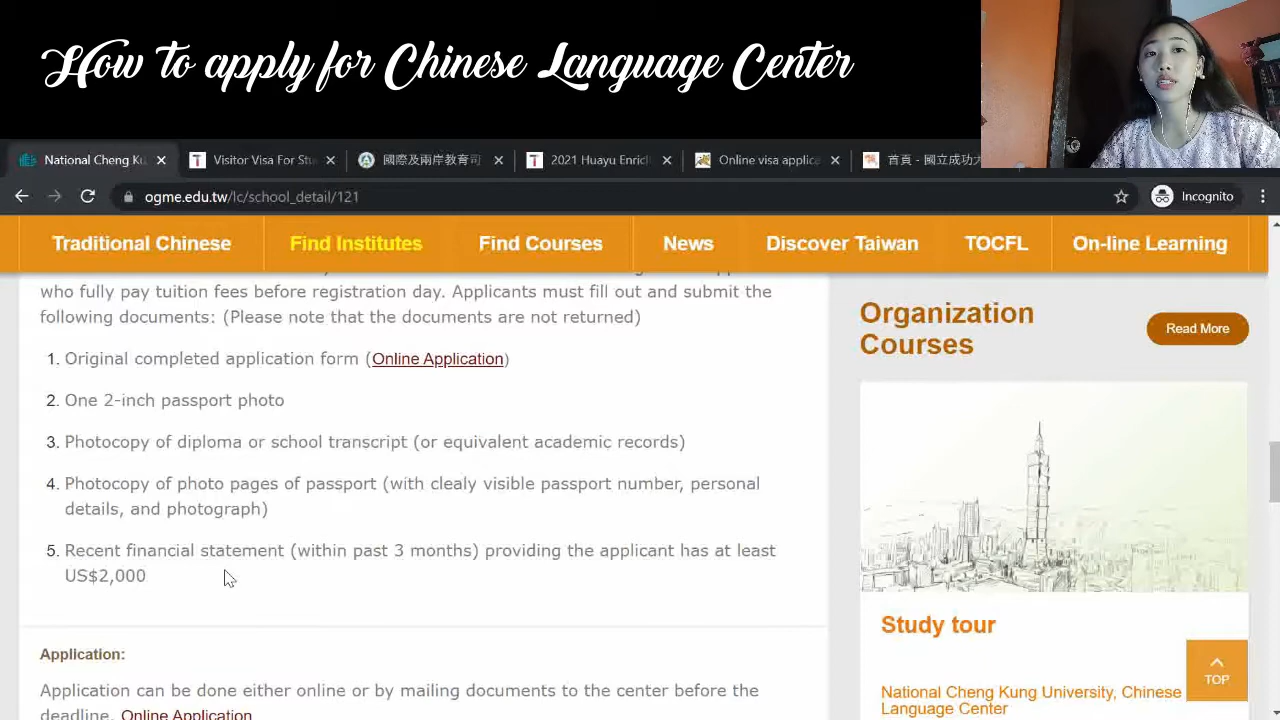 How to apply for Chinese Language Center
National Cheng Ku
Visitor Visa For Stu
國際及兩岸教育司
2021 Huayu Enrich
Online visa applica
首頁 - 國立成功大
ogme.edu.tw/lc/school_detail/121
Incognito
Traditional Chinese
Find Institutes
Find Courses
News
Discover Taiwan
TOCFL
On-line Learning
who fully pay tuition fees before registration day. Applicants must fill out and submit the
following documents: (Please note that the documents are not returned)
1. Original completed application form (Online Application)
2. One 2-inch passport photo
3. Photocopy of diploma or school transcript (or equivalent academic records)
4. Photocopy of photo pages of passport (with clealy visible passport number, personal
details, and photograph)
5. Recent financial statement (within past 3 months) providing the applicant has at least
US$2,000
Application:
Application can be done either online or by mailing documents to the center before the
deadline. Online Application
Organization
Courses
Read More
Study tour
National Cheng Kung University, Chinese
Language Center
TOP